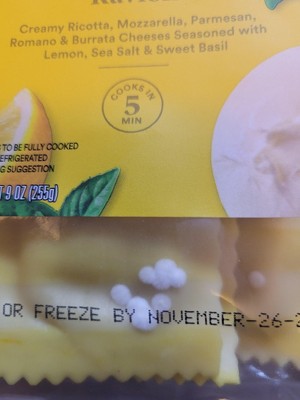 Creamy Ricotta, Mozzarella, Parmesan,
Romano & Burrata Cheeses Seasoned with
Lemon, Sea Salt & Sweet Basil
COOKS IN
5
MIN
TO BE FULLY COOKED
REFRIGERATED
SUGGESTION
9 OZ (255g)
OR FREEZE BY NOVEMBER-26-2